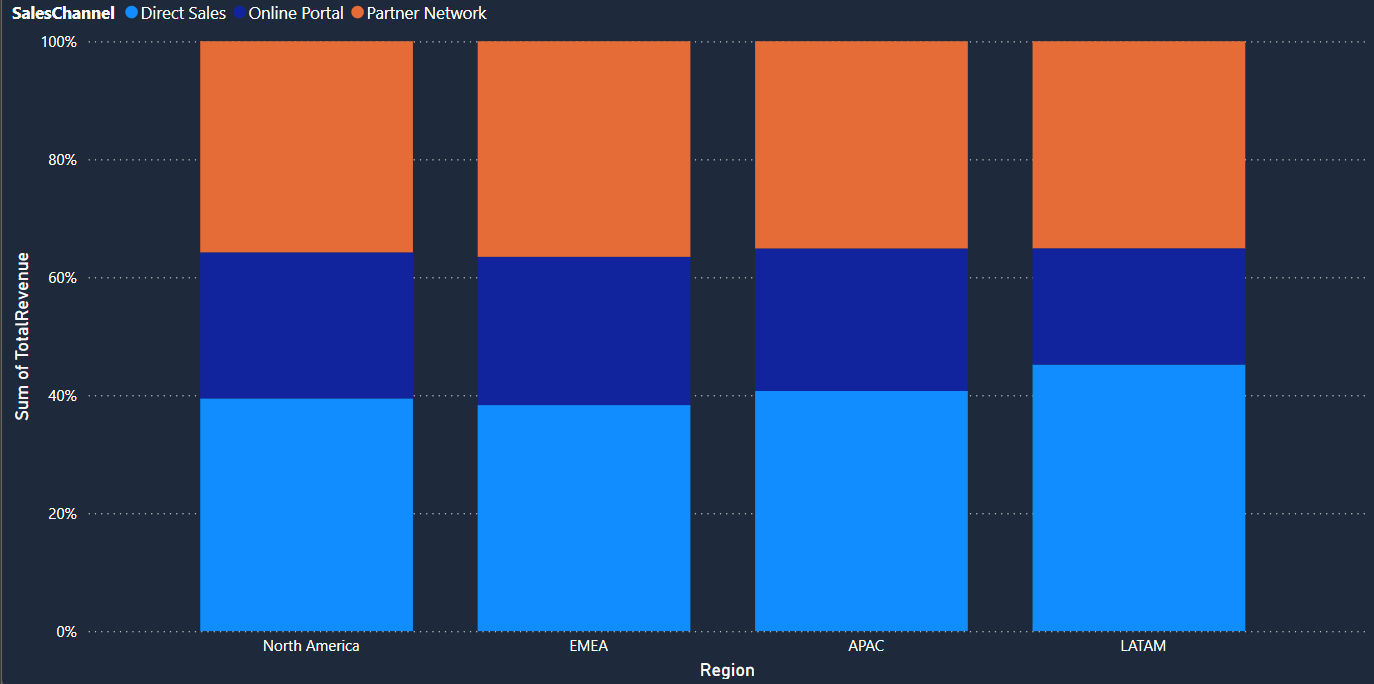 SalesChannel Direct Sales Online Portal Partner Network
100%
80%
60%
40%
20%
0%
Sum of TotalRevenue
North America EMEA APAC LATAM
Region